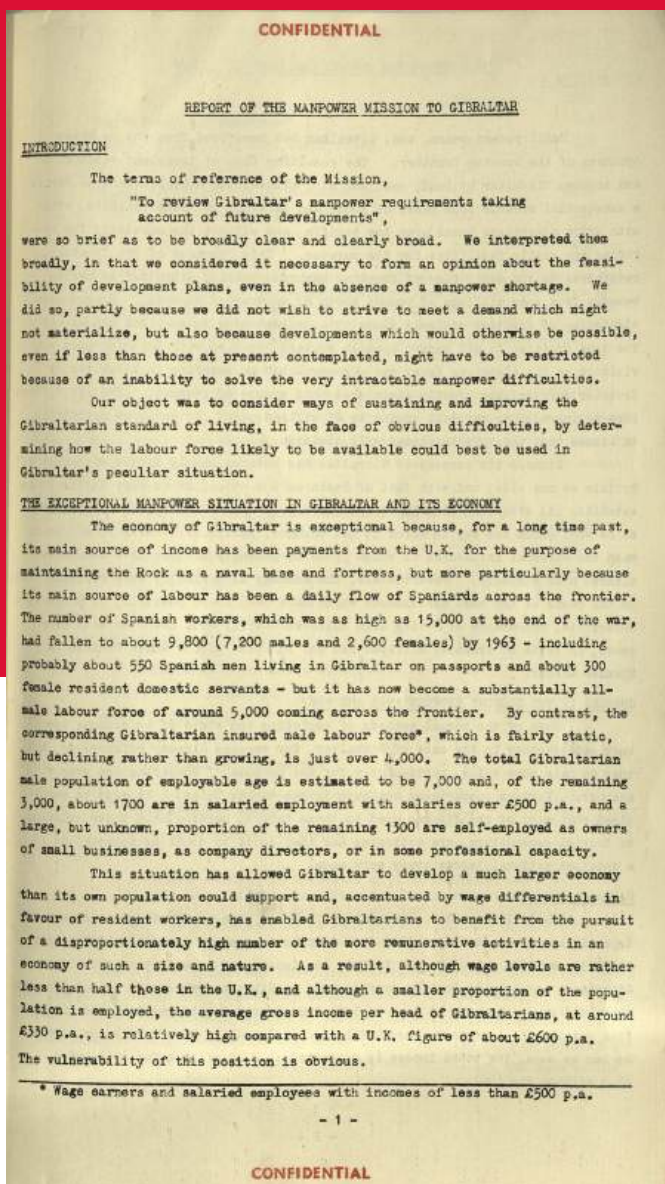 CONFIDENTIAL
REPORT OF THE MANPOWER MISSION TO GIBRALTAR
INTRODUCTION
The terms of reference of the Mission,
"To review Gibraltar's manpower requirements taking
account of future developments",
were so brief as to be broadly clear and clearly broad. We interpreted them
broadly, in that we considered it necessary to form an opinion about the feasi-
bility of development plans, even in the absence of a manpower shortage. We
did so, partly because we did not wish to strive to meet a demand which might
not materialize, but also because developments which would otherwise be possible,
even if less than those at present contemplated, might have to be restricted
because of an inability to solve the very intractable manpower difficulties.
Our object was to consider ways of sustaining and improving the
Gibraltarian standard of living, in the face of obvious difficulties, by deter-
mining how the labour force likely to be available could best be used in
Gibraltar's peculiar situation.
THE EXCEPTIONAL MANPOWER SITUATION IN GIBRALTAR AND ITS ECONOMY
The economy of Gibraltar is exceptional because, for a long time past,
its main source of income has been payments from the U.K. for the purpose of
maintaining the Rock as a naval base and fortress, but more particularly because
its main source of labour has been a daily flow of Spaniards across the frontier.
The number of Spanish workers, which was as high as 15,000 at the end of the war,
had fallen to about 9,800 (7,200 males and 2,600 females) by 1963 - including
probably about 550 Spanish men living in Gibraltar on passports and about 300
female resident domestic servants - but it has now become a substantially all-
male labour force of around 5,000 coming across the frontier. By contrast, the
corresponding Gibraltarian insured male labour force*, which is fairly static,
but declining rather than growing, is just over 4,000. The total Gibraltarian
male population of employable age is estimated to be 7,000 and, of the remaining
3,000, about 1700 are in salaried employment with salaries over £500 p.a., and a
large, but unknown, proportion of the remaining 1300 are self-employed as owners
of small businesses, as company directors, or in some professional capacity.
This situation has allowed Gibraltar to develop a much larger economy
than its own population could support and, accentuated by wage differentials in
favour of resident workers, has enabled Gibraltarians to benefit from the pursuit
of a disproportionately high number of the more remunerative activities in an
economy of such a size and nature. As a result, although wage levels are rather
less than half those in the U.K., and although a smaller proportion of the popu-
lation is employed, the average gross income per head of Gibraltarians, at around
£330 p.a., is relatively high compared with a U.K. figure of about £600 p.a.
The vulnerability of this position is obvious.
* Wage earners and salaried employees with incomes of less than £500 p.a.
- 1 -
CONFIDENTIAL